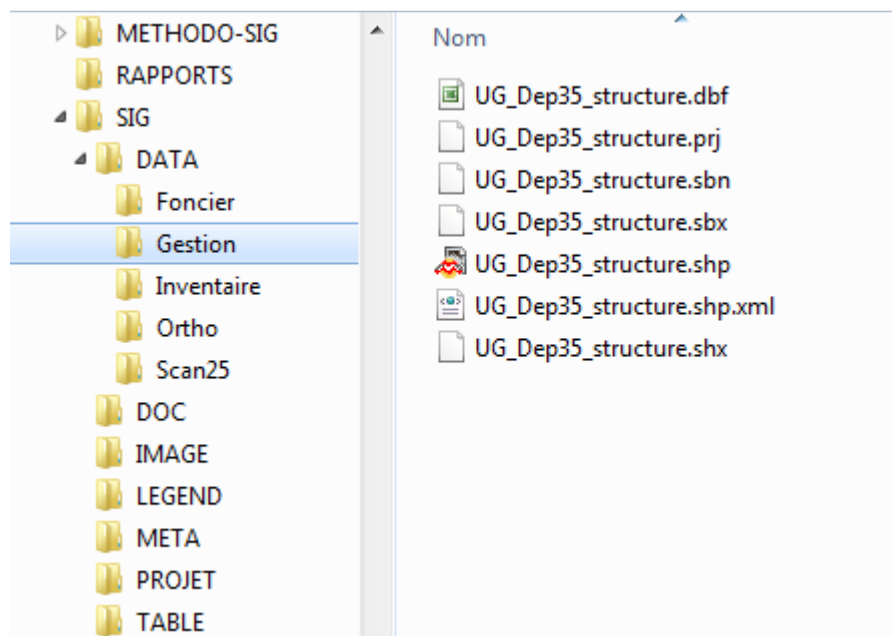 METHODO-SIG
RAPPORTS
SIG
DATA
Foncier
Gestion
Inventaire
Ortho
Scan25
DOC
IMAGE
LEGEND
META
PROJET
TABLE
Nom
UG_Dep35_structure.dbf
UG_Dep35_structure.prj
UG_Dep35_structure.sbn
UG_Dep35_structure.sbx
UG_Dep35_structure.shp
UG_Dep35_structure.shp.xml
UG_Dep35_structure.shx